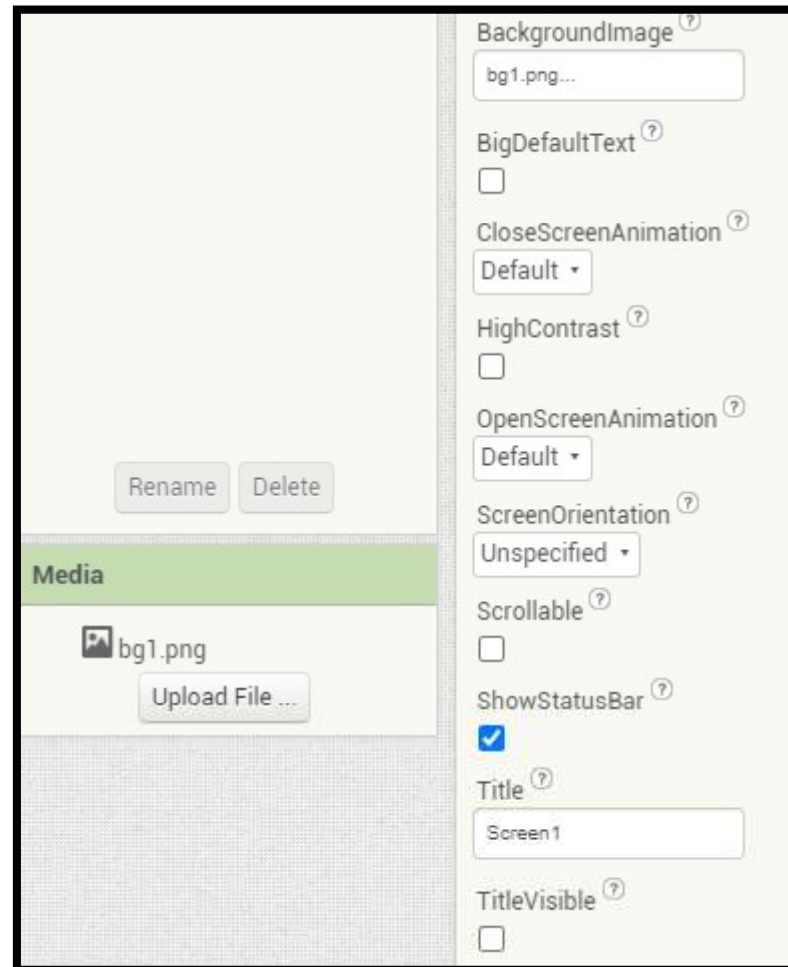 Rename Delete
Media
bg1.png
Upload File ...
BackgroundImage ?
bg1.png...
BigDefaultText ?
CloseScreenAnimation ?
Default
HighContrast ?
OpenScreenAnimation ?
Default
ScreenOrientation ?
Unspecified
Scrollable ?
ShowStatusBar ?
Title ?
Screen1
TitleVisible ?